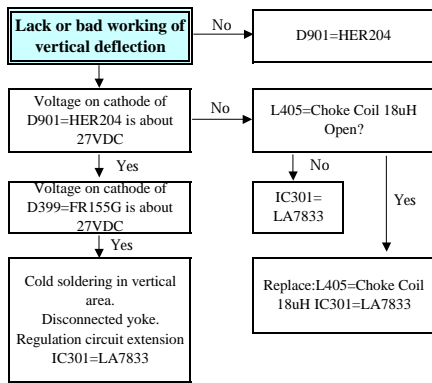 Lack or bad working of
vertical deflection
No
D901=HER204
Voltage on cathode of
D901=HER204 is about
27VDC
No
L405=Choke Coil 18uH
Open?
Yes
No
Yes
Voltage on cathode of
D399=FR155G is about
27VDC
IC301=
LA7833
Yes
Cold soldering in vertical
area.
Disconnected yoke.
Regulation circuit extension
IC301=LA7833
Replace:L405=Choke Coil
18uH IC301=LA7833